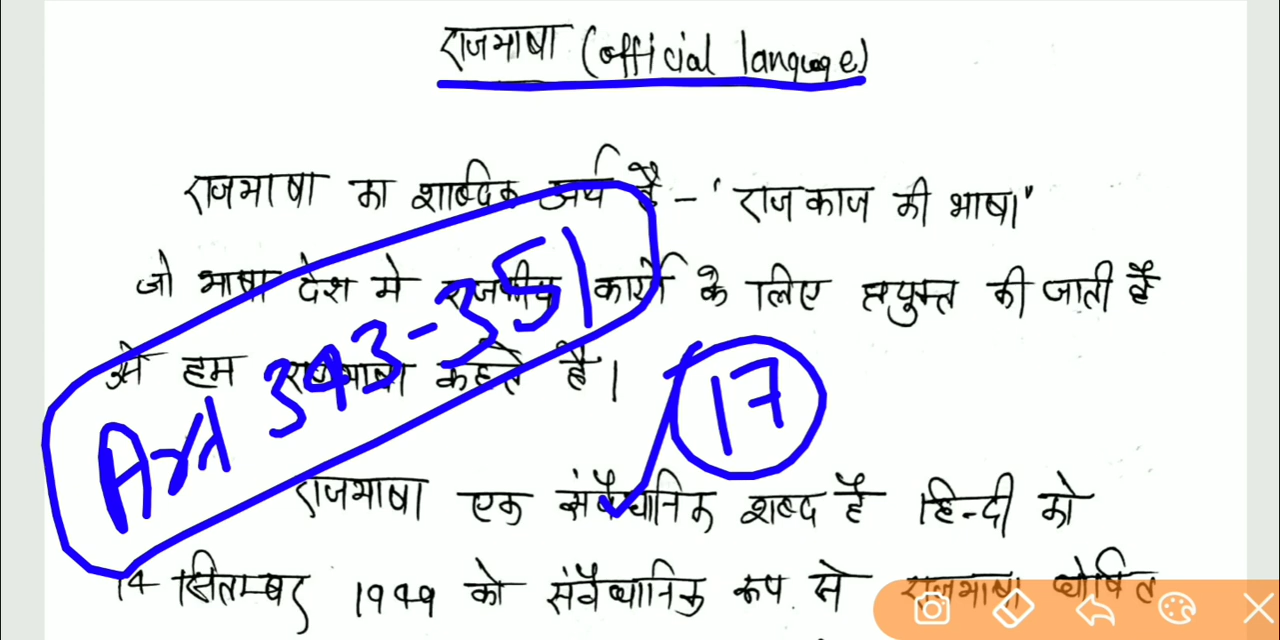 राजभाषा (official language)
राजभाषा का शाब्दिक अर्थ है – 'राजकाज की भाषा'
जो भाषा देश मे राजकीय कार्यो के लिए प्रयुक्त की जाती है
उसे हम राजभाषा कहते है।
Art 343-351
17
राजभाषा एक संवैधानिक शब्द है हिन्दी को
14 सितम्बर 1949 को संवैधानिक रूप से राजभाषा घोषित